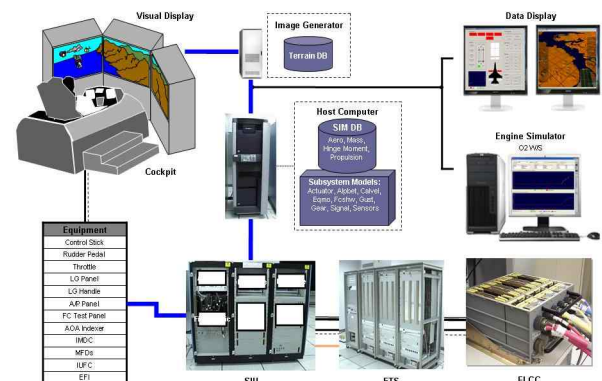 Visual Display
Image Generator
Terrain DB
Data Display
Host Computer
SIM DB
Aero, Mass,
Hinge Moment,
Propulsion
Subsystem Models:
Actuator, Alpbet, Calvel,
Eqmo, Fcshw, Gust,
Gear, Signal, Sensors
Engine Simulator
O2 W/S
Cockpit
Equipment
Control Stick
Rudder Pedal
Throttle
LG Panel
LG Handle
A/P Panel
FC Test Panel
AOA Indexer
IMDC
MFDs
IUFC
EFI
ETS
FLCC